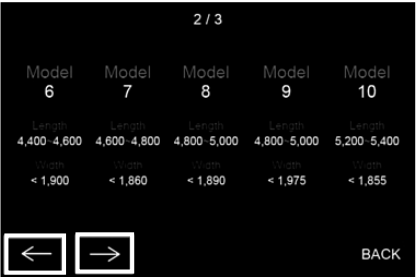 2 / 3
Model Model Model Model Model
6 7 8 9 10
Length Length Length Length Length
4,400~4,600 4,600~4,800 4,800~5,000 4,800~5,000 5,200~5,400
Width Width Width Width Width
< 1,900 < 1,860 < 1,890 < 1,975 < 1,855
BACK